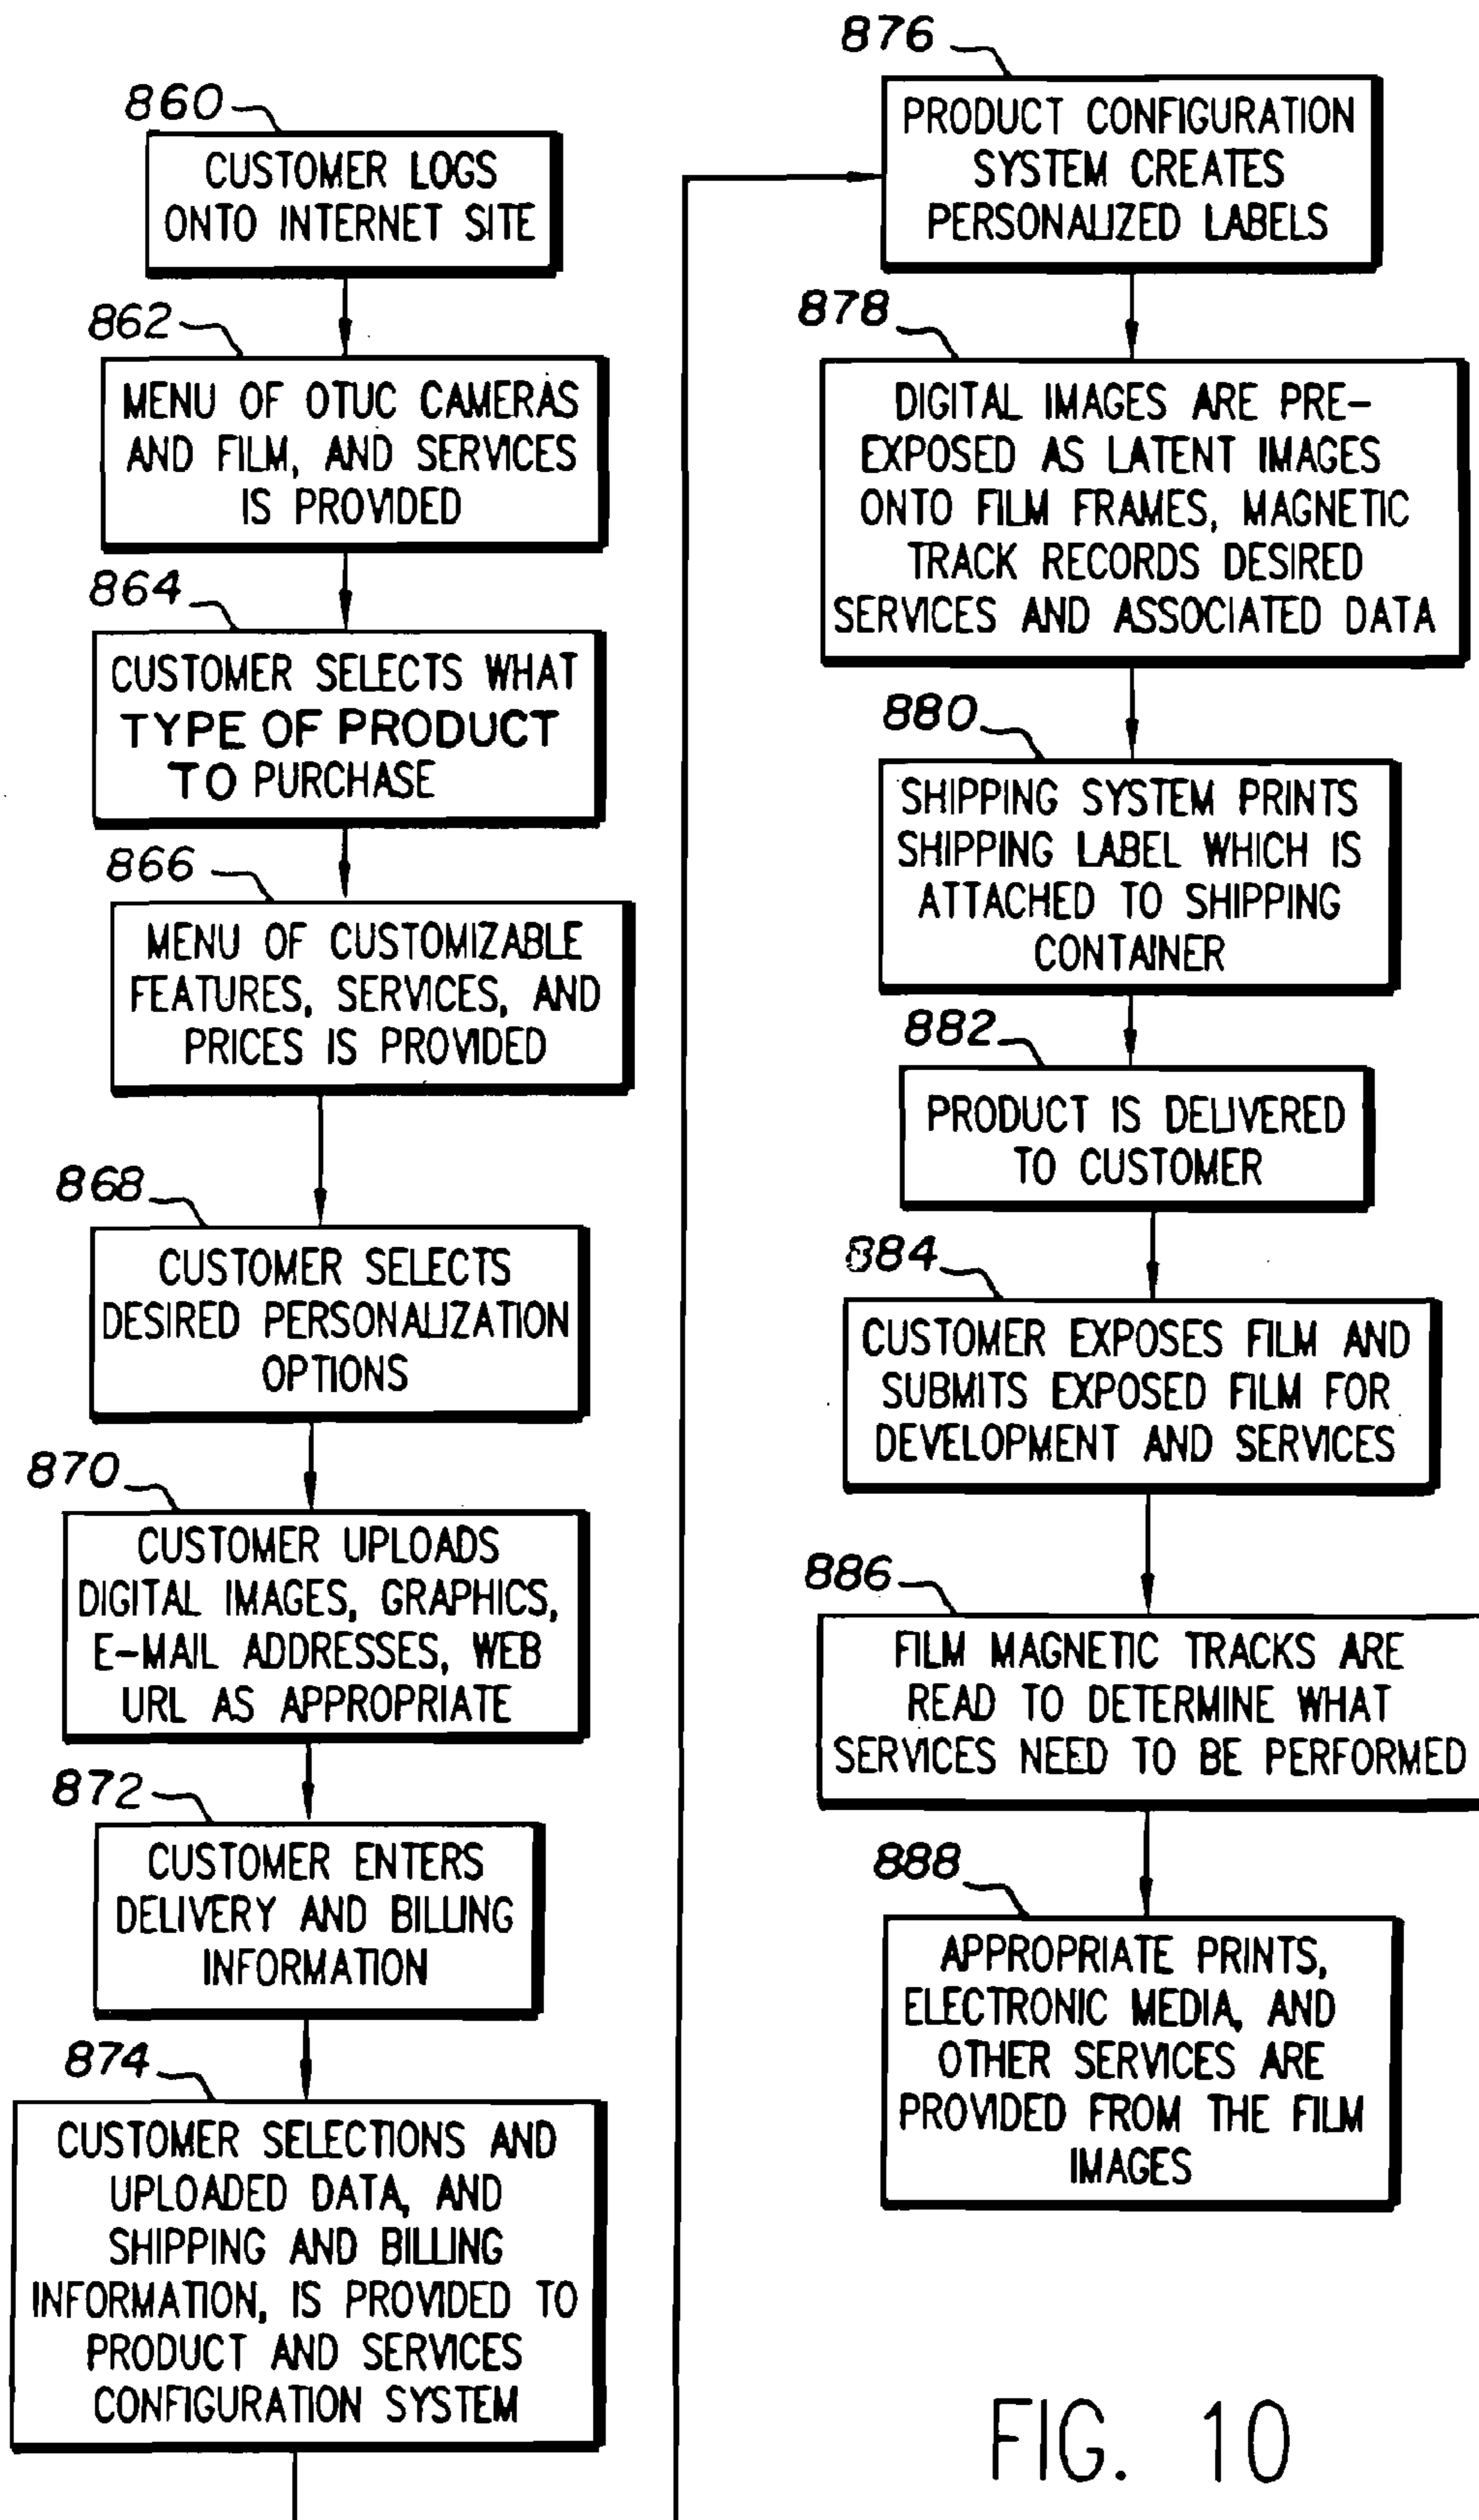 860
CUSTOMER LOGS
ONTO INTERNET SITE
862
MENU OF OTUC CAMERAS
AND FILM, AND SERVICES
IS PROVIDED
864
CUSTOMER SELECTS WHAT
TYPE OF PRODUCT
TO PURCHASE
866
MENU OF CUSTOMIZABLE
FEATURES, SERVICES, AND
PRICES IS PROVIDED
868
CUSTOMER SELECTS
DESIRED PERSONALIZATION
OPTIONS
870
CUSTOMER UPLOADS
DIGITAL IMAGES, GRAPHICS,
E-MAIL ADDRESSES, WEB
URL AS APPROPRIATE
872
CUSTOMER ENTERS
DELIVERY AND BILLING
INFORMATION
874
CUSTOMER SELECTIONS AND
UPLOADED DATA, AND
SHIPPING AND BILLING
INFORMATION, IS PROVIDED TO
PRODUCT AND SERVICES
CONFIGURATION SYSTEM
876
PRODUCT CONFIGURATION
SYSTEM CREATES
PERSONALIZED LABELS
878
DIGITAL IMAGES ARE PRE-
EXPOSED AS LATENT IMAGES
ONTO FILM FRAMES, MAGNETIC
TRACK RECORDS DESIRED
SERVICES AND ASSOCIATED DATA
880
SHIPPING SYSTEM PRINTS
SHIPPING LABEL WHICH IS
ATTACHED TO SHIPPING
CONTAINER
882
PRODUCT IS DELIVERED
TO CUSTOMER
884
CUSTOMER EXPOSES FILM AND
SUBMITS EXPOSED FILM FOR
DEVELOPMENT AND SERVICES
886
FILM MAGNETIC TRACKS ARE
READ TO DETERMINE WHAT
SERVICES NEED TO BE PERFORMED
888
APPROPRIATE PRINTS,
ELECTRONIC MEDIA, AND
OTHER SERVICES ARE
PROVIDED FROM THE FILM
IMAGES
FIG. 10